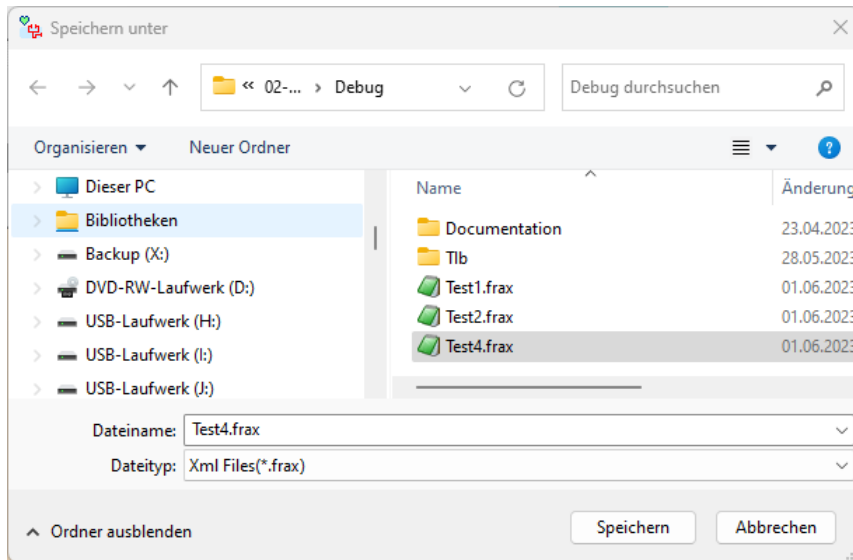 Speichern unter
« 02-... › Debug
Debug durchsuchen
Organisieren
Neuer Ordner
Dieser PC
Bibliotheken
Backup (X:)
DVD-RW-Laufwerk (D:)
USB-Laufwerk (H:)
USB-Laufwerk (I:)
USB-Laufwerk (J:)
Name Änderung
Documentation 23.04.2023
Tlb 28.05.2023
Test1.frax 01.06.2023
Test2.frax 01.06.2023
Test4.frax 01.06.2023
Dateiname: Test4.frax
Dateityp: Xml Files(*.frax)
Ordner ausblenden
Speichern
Abbrechen